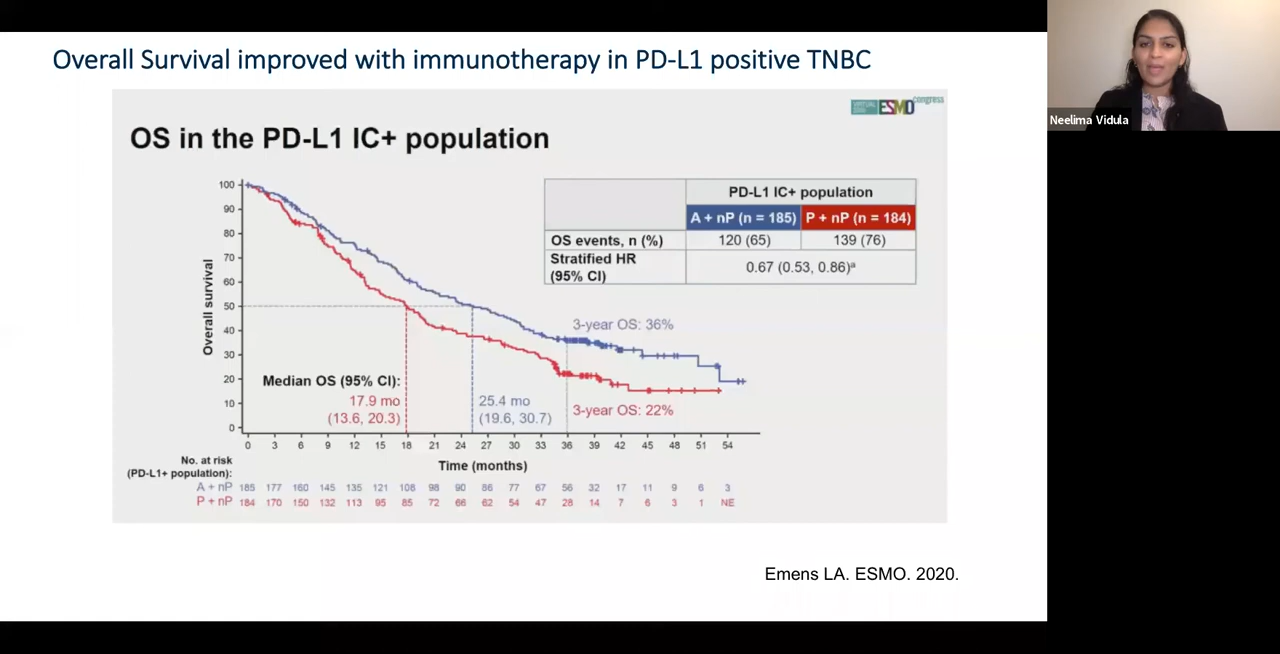 Overall Survival improved with immunotherapy in PD-L1 positive TNBC
Neelima Vidula
VIRTUAL
2020
ESMO congress
OS in the PD-L1 IC+ population
PD-L1 IC+ population
A + nP (n = 185) P + nP (n = 184)
OS events, n (%) 120 (65) 139 (76)
Stratified HR
(95% CI) 0.67 (0.53, 0.86)ᵃ
Overall survival
100
90
80
70
60
50
40
30
20
10
0
3-year OS: 36%
Median OS (95% CI):
17.9 mo
(13.6, 20.3)
25.4 mo
(19.6, 30.7)
3-year OS: 22%
0 3 6 9 12 15 18 21 24 27 30 33 36 39 42 45 48 51 54
Time (months)
No. at risk
(PD-L1+ population):
A + nP 185 177 160 145 135 121 108 98 90 86 77 67 56 32 17 11 9 6 3
P + nP 184 170 150 132 113 95 85 72 66 62 54 47 28 14 7 6 3 1 NE
Emens LA. ESMO. 2020.